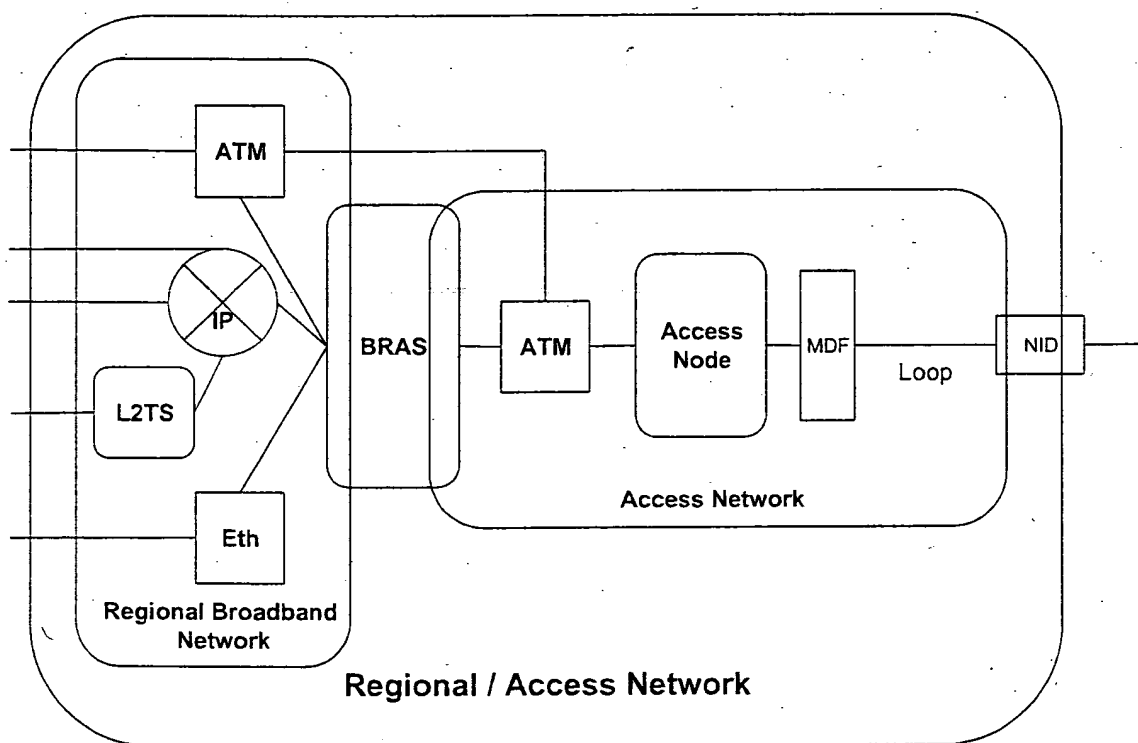 ATM
IP
L2TS
Eth
Regional Broadband
Network
BRAS
ATM
Access
Node
MDF
Loop
NID
Access Network
Regional / Access Network